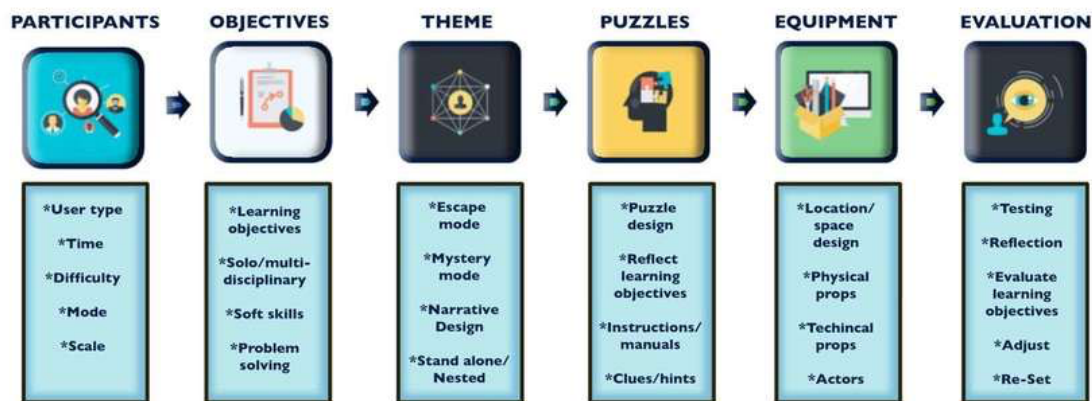 PARTICIPANTS
OBJECTIVES
THEME
PUZZLES
EQUIPMENT
EVALUATION
*User type
*Time
*Difficulty
*Mode
*Scale
*Learning
objectives
*Solo/multi-
disciplinary
*Soft skills
*Problem
solving
*Escape
mode
*Mystery
mode
*Narrative
Design
*Stand alone/
Nested
*Puzzle
design
*Reflect
learning
objectives
*Instructions/
manuals
*Clues/hints
*Location/
space
design
*Physical
props
*Techincal
props
*Actors
*Testing
*Reflection
*Evaluate
learning
objectives
*Adjust
*Re-Set